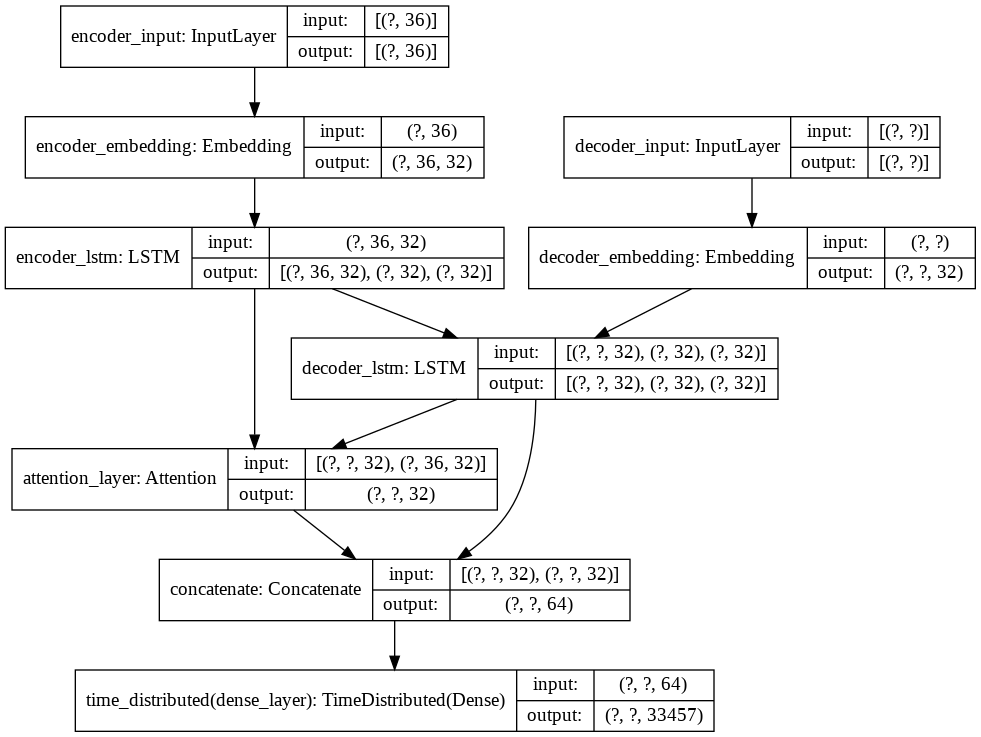 encoder_input: InputLayer
input:
[(?, 36)]
output:
[(?, 36)]
encoder_embedding: Embedding
input:
(?, 36)
output:
(?, 36, 32)
decoder_input: InputLayer
input:
[(?, ?)]
output:
[(?, ?)]
encoder_lstm: LSTM
input:
(?, 36, 32)
output:
[(?, 36, 32), (?, 32), (?, 32)]
decoder_embedding: Embedding
input:
(?, ?)
output:
(?, ?, 32)
decoder_lstm: LSTM
input:
[(?, ?, 32), (?, 32), (?, 32)]
output:
[(?, ?, 32), (?, 32), (?, 32)]
attention_layer: Attention
input:
[(?, ?, 32), (?, 36, 32)]
output:
(?, ?, 32)
concatenate: Concatenate
input:
[(?, ?, 32), (?, ?, 32)]
output:
(?, ?, 64)
time_distributed(dense_layer): TimeDistributed(Dense)
input:
(?, ?, 64)
output:
(?, ?, 33457)